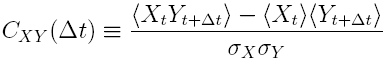 $C_{XY}(\Delta t) \equiv \frac{\langle X_t Y_{t+\Delta t} \rangle - \langle X_t \rangle \langle Y_{t+\Delta t} \rangle}{\sigma_X \sigma_Y}$